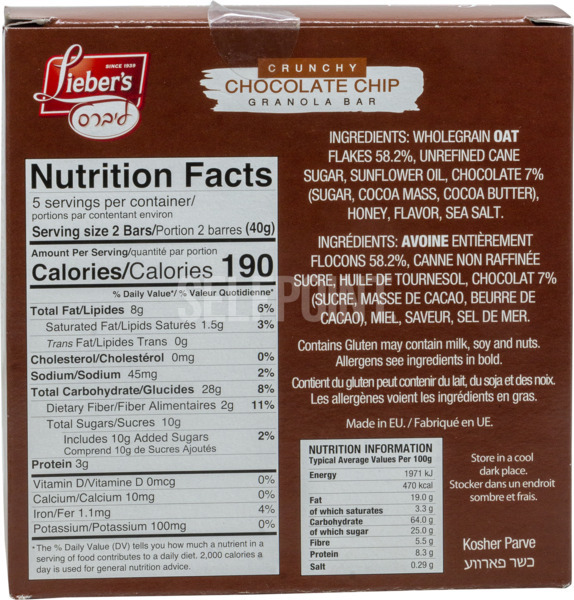 SINCE 1959
Lieber's
ליברס
CRUNCHY
CHOCOLATE CHIP
GRANOLA BAR
INGREDIENTS: WHOLEGRAIN OAT
FLAKES 58.2%, UNREFINED CANE
SUGAR, SUNFLOWER OIL, CHOCOLATE 7%
(SUGAR, COCOA MASS, COCOA BUTTER),
HONEY, FLAVOR, SEA SALT.
INGRÉDIENTS: AVOINE ENTIÈREMENT
FLOCONS 58.2%, CANNE NON RAFFINÉE
SUCRE, HUILE DE TOURNESOL, CHOCOLAT 7%
(SUCRE, MASSE DE CACAO, BEURRE DE
CACAO), MIEL, SAVEUR, SEL DE MER.
Contains Gluten may contain milk, soy and nuts.
Allergens see ingredients in bold.
Contient du gluten peut contenir du lait, du soja et des noix.
Les allergènes voient les ingrédients en gras.
Made in EU. / Fabriqué en UE.
Nutrition Facts
5 servings per container/
portions par contentant environ
Serving size 2 Bars/Portion 2 barres (40g)
Amount Per Serving/quantité par portion
Calories/Calories 190
% Daily Value*/ % Valeur Quotidienne*
Total Fat/Lipides 8g 6%
Saturated Fat/Lipids Saturés 1.5g 3%
Trans Fat/Lipides Trans 0g
Cholesterol/Cholestérol 0mg 0%
Sodium/Sodium 45mg 2%
Total Carbohydrate/Glucides 28g 8%
Dietary Fiber/Fiber Alimentaires 2g 11%
Total Sugars/Sucres 10g
Includes 10g Added Sugars 2%
Comprend 10g de Sucres Ajoutés
Protein 3g
Vitamin D/Vitamine D 0mcg 0%
Calcium/Calcium 10mg 0%
Iron/Fer 1.1mg 4%
Potassium/Potassium 100mg 0%
*The % Daily Value (DV) tells you how much a nutrient in a
serving of food contributes to a daily diet. 2,000 calories a
day is used for general nutrition advice.
NUTRITION INFORMATION
Typical Average Values Per 100g
Energy 1971 kJ
470 kcal
Fat 19.0 g
of which saturates 3.3 g
Carbohydrate 64.0 g
of which sugar 25.0 g
Fibre 5.5 g
Protein 8.3 g
Salt 0.29 g
Store in a cool
dark place.
Stocker dans un endroit
sombre et frais.
Kosher Parve
כשר פארווע